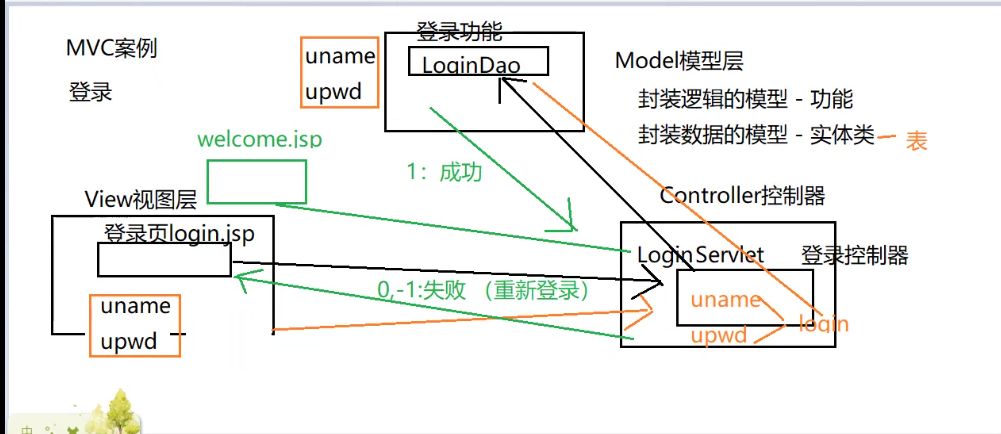 MVC案例
登录
登录功能
uname
upwd
LoginDao
Model模型层
封装逻辑的模型 - 功能
封装数据的模型 - 实体类
表
welcome.jsp
1：成功
View视图层
登录页login.jsp
Controller控制器
LoginServlet
登录控制器
0,-1:失败 （重新登录）
uname
upwd
uname
upwd
login
中